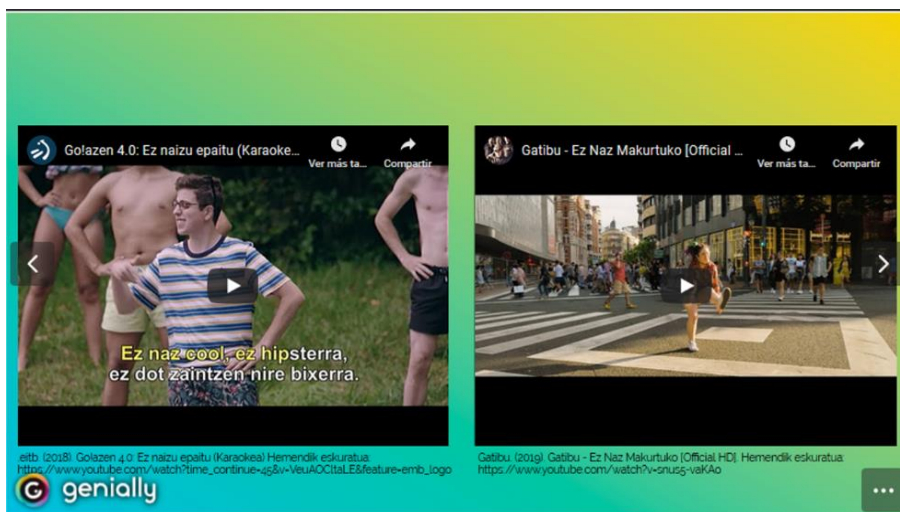 Go!azen 4.0: Ez naizu epaitu (Karaoke...
Ver más ta...
Compartir
Ez naz cool, ez hipsterra,
ez dot zaintzen nire bixerra.
.eitb. (2018). Go!azen 4.0: Ez naizu epaitu (Karaokea) Hemendik eskuratua:
https://www.youtube.com/watch?time_continue=45&v=VeuAOCltaLE&feature=emb_logo
Gatibu - Ez Naz Makurtuko [Official ...
Ver más ta...
Compartir
Gatibu. (2019). Gatibu - Ez Naz Makurtuko [Official HD]. Hemendik eskuratua:
https://www.youtube.com/watch?v=snus5-vaKAo
genially